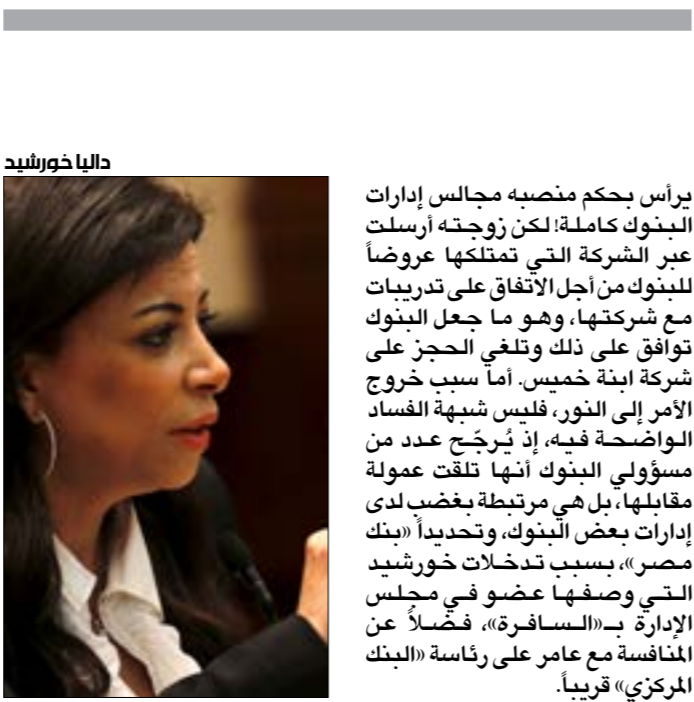 داليا خورشيد
يرأس بحكم منصبه مجالس إدارات
البنوك كاملة! لكن زوجته أرسلت
عبر الشركة التي تمتلكها عروضاً
للبنوك من أجل الاتفاق على تدريبات
مع شركتها، وهو ما جعل البنوك
توافق على ذلك وتلغي الحجز على
شركة ابنة خميس. أما سبب خروج
الأمر إلى النور، فليس شبهة الفساد
الواضحة فيه، إذ يُرجّح عدد من
مسؤولي البنوك أنها تلقت عمولة
مقابلها، بل هي مرتبطة بغضب لدى
إدارات بعض البنوك، وتحديداً «بنك
مصر»، بسبب تدخلات خورشيد
التي وصفها عضو في مجلس
الإدارة بـ«السافرة»، فضلاً عن
المنافسة مع عامر على رئاسة «البنك
المركزي» قريباً.